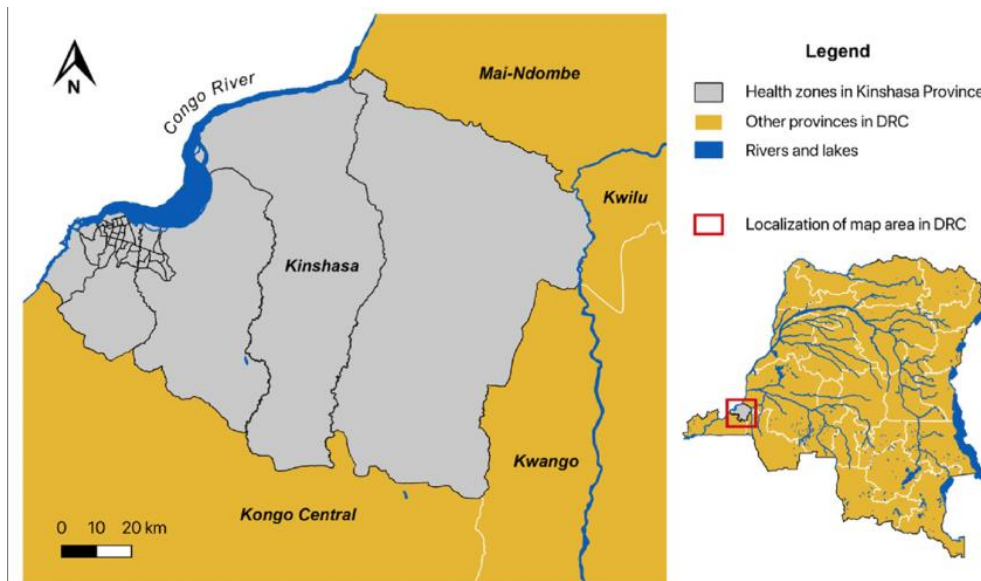 N
Congo River
Mai-Ndombe
Kwilu
Kinshasa
Kwango
Kongo Central
0 10 20 km
Legend
Health zones in Kinshasa Province
Other provinces in DRC
Rivers and lakes
Localization of map area in DRC